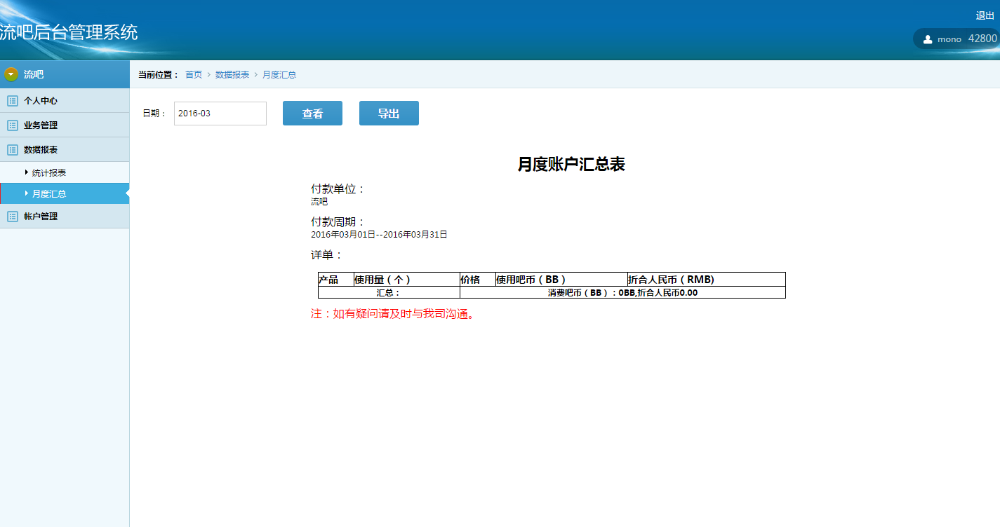 退出
流吧后台管理系统
mono 42800
流吧
当前位置： 首页 > 数据报表 > 月度汇总
个人中心
业务管理
数据报表
统计报表
月度汇总
帐户管理
日期： 2016-03 查看 导出
月度账户汇总表
付款单位：
流吧
付款周期：
2016年03月01日--2016年03月31日
详单：
产品 使用量（个） 价格 使用吧币（BB） 折合人民币（RMB）
汇总： 消费吧币（BB）：0BB,折合人民币0.00
注：如有疑问请及时与我司沟通。